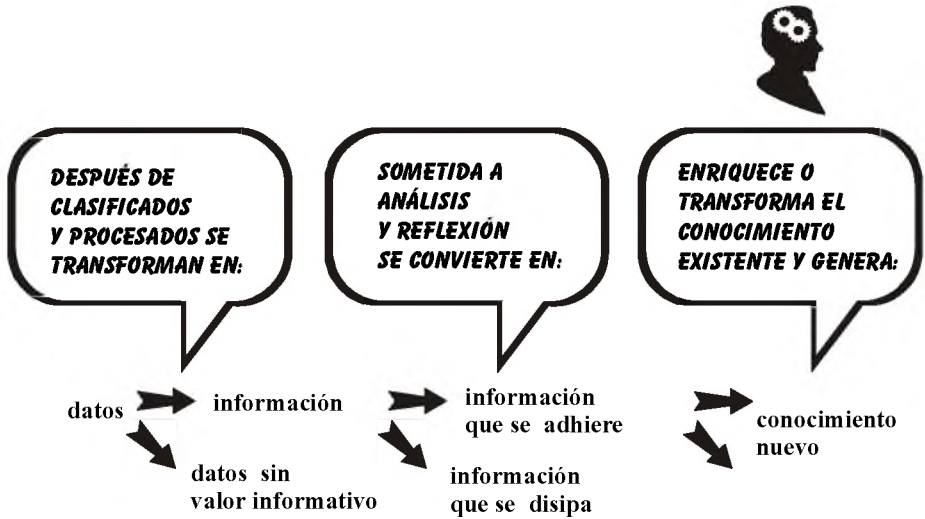 DESPUÉS DE
CLASIFICADOS
Y PROCESADOS SE
TRANSFORMAN EN:
SOMETIDA A
ANÁLISIS
Y REFLEXIÓN
SE CONVIERTE EN:
ENRIQUECE O
TRANSFORMA EL
CONOCIMIENTO
EXISTENTE Y GENERA:
datos
información
datos sin
valor informativo
información
que se adhiere
información
que se disipa
conocimiento
nuevo